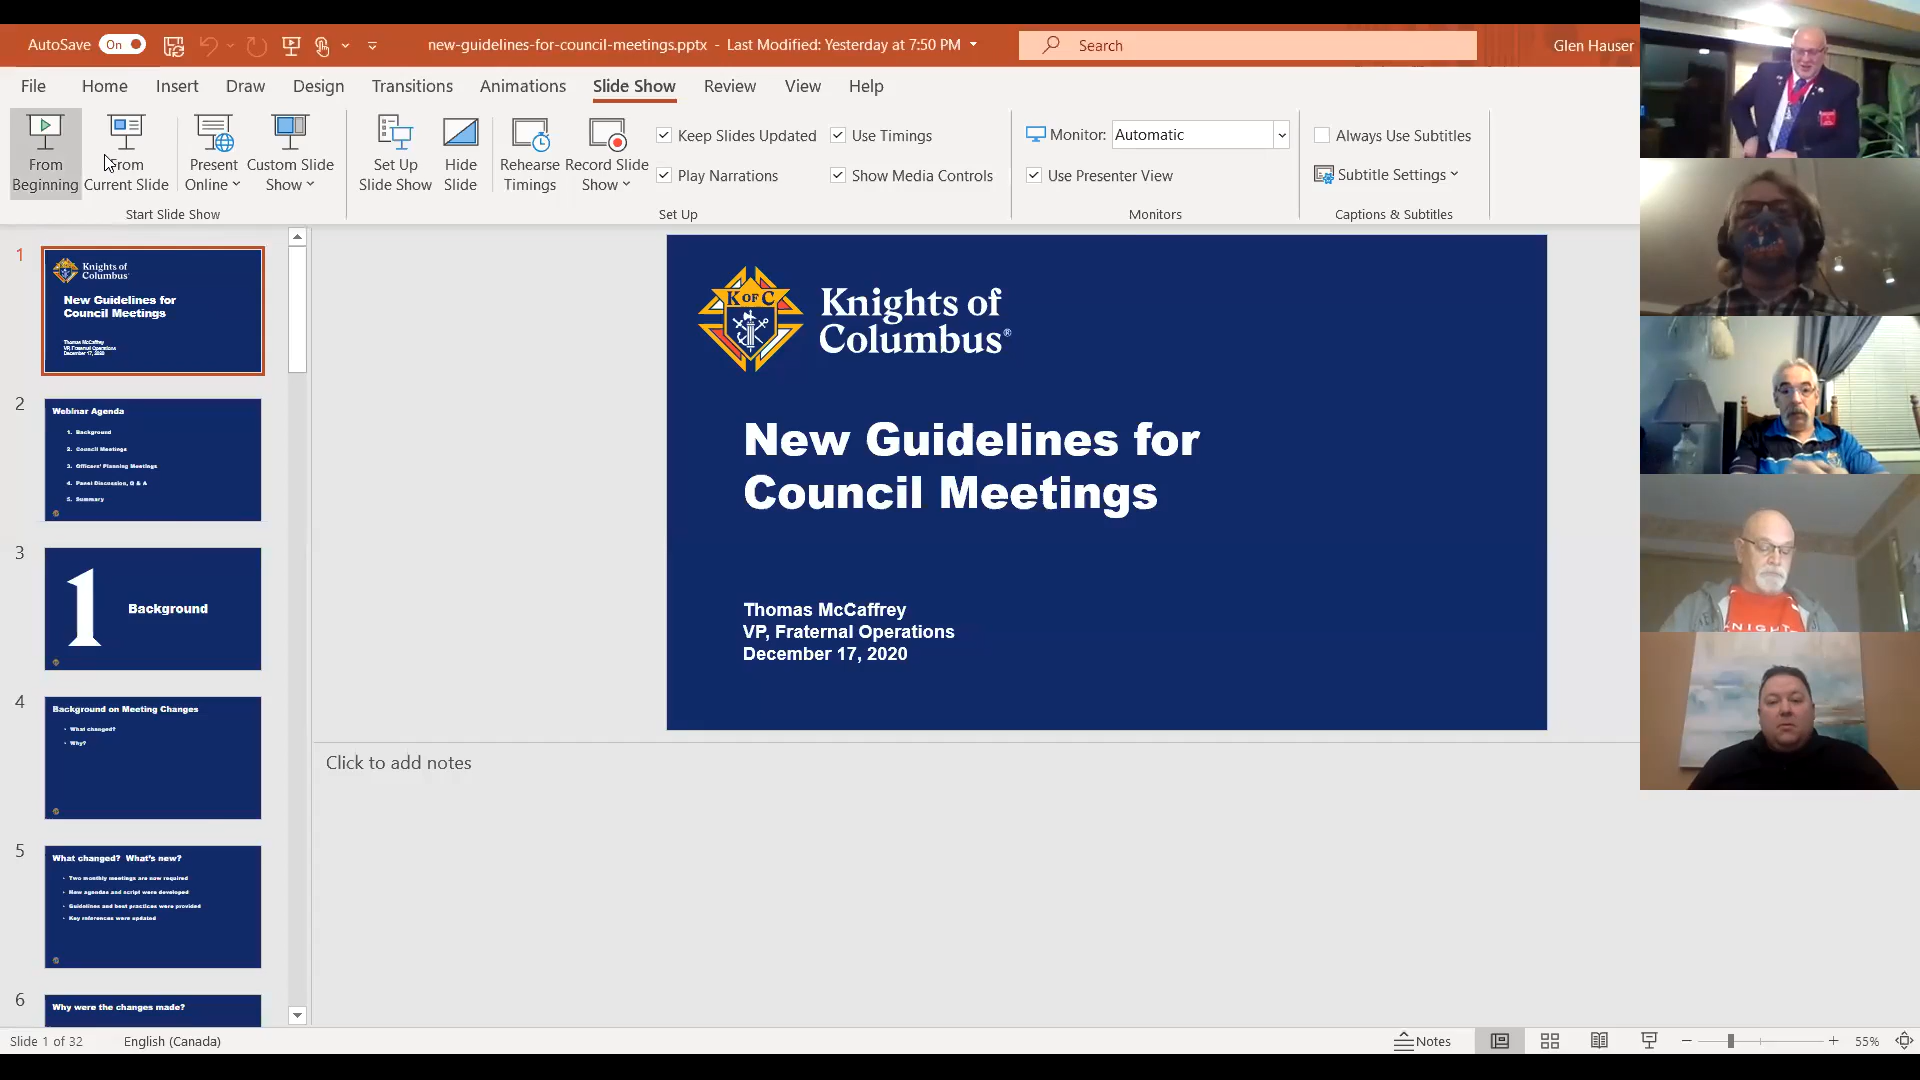 AutoSave On
new-guidelines-for-council-meetings.pptx - Last Modified: Yesterday at 7:50 PM
Search
Glen Hauser
File Home Insert Draw Design Transitions Animations Slide Show Review View Help
From Beginning
From Current Slide
Present Online
Custom Slide Show
Start Slide Show
Set Up Slide Show
Hide Slide
Rehearse Timings
Record Slide Show
Keep Slides Updated
Use Timings
Play Narrations
Show Media Controls
Set Up
Monitor: Automatic
Use Presenter View
Monitors
Always Use Subtitles
Subtitle Settings
Captions & Subtitles
1
Knights of
Columbus
New Guidelines for
Council Meetings
Thomas McCaffrey
VP, Fraternal Operations
December 17, 2020
2
Webinar Agenda
1. Background
2. Council Meetings
3. Officers' Planning Meetings
4. Panel Discussion, Q & A
5. Summary
3
1
Background
4
Background on Meeting Changes
• What changed?
• Why?
5
What changed? What's new?
• Two monthly meetings are now required
• New agendas and script were developed
• Guidelines and best practices were provided
• Key references were updated
6
Why were the changes made?
K OF C
Knights of
Columbus®
New Guidelines for
Council Meetings
Thomas McCaffrey
VP, Fraternal Operations
December 17, 2020
Click to add notes
KNIGHTS
Slide 1 of 32
English (Canada)
Notes
55%